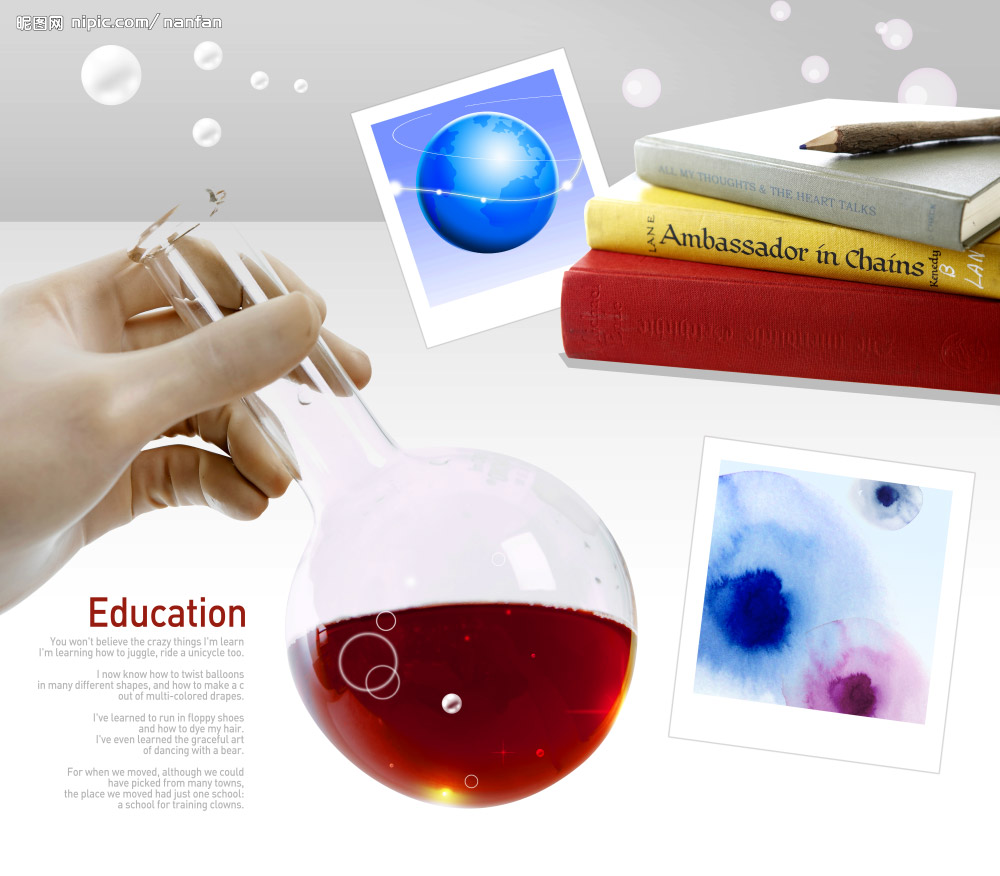 昵图网 nipic.com/nanfan
ALL MY THOUGHTS & THE HEART TALKS
LANE
Ambassador in Chains
Kenedy
B
LAN
Education
You won't believe the crazy things I'm learn
I'm learning how to juggle, ride a unicycle too.
I now know how to twist balloons
in many different shapes, and how to make a c
out of multi-colored drapes.
I've learned to run in floppy shoes
and how to dye my hair.
I've even learned the graceful art
of dancing with a bear.
For when we moved, although we could
have picked from many towns,
the place we moved had just one school:
a school for training clowns.